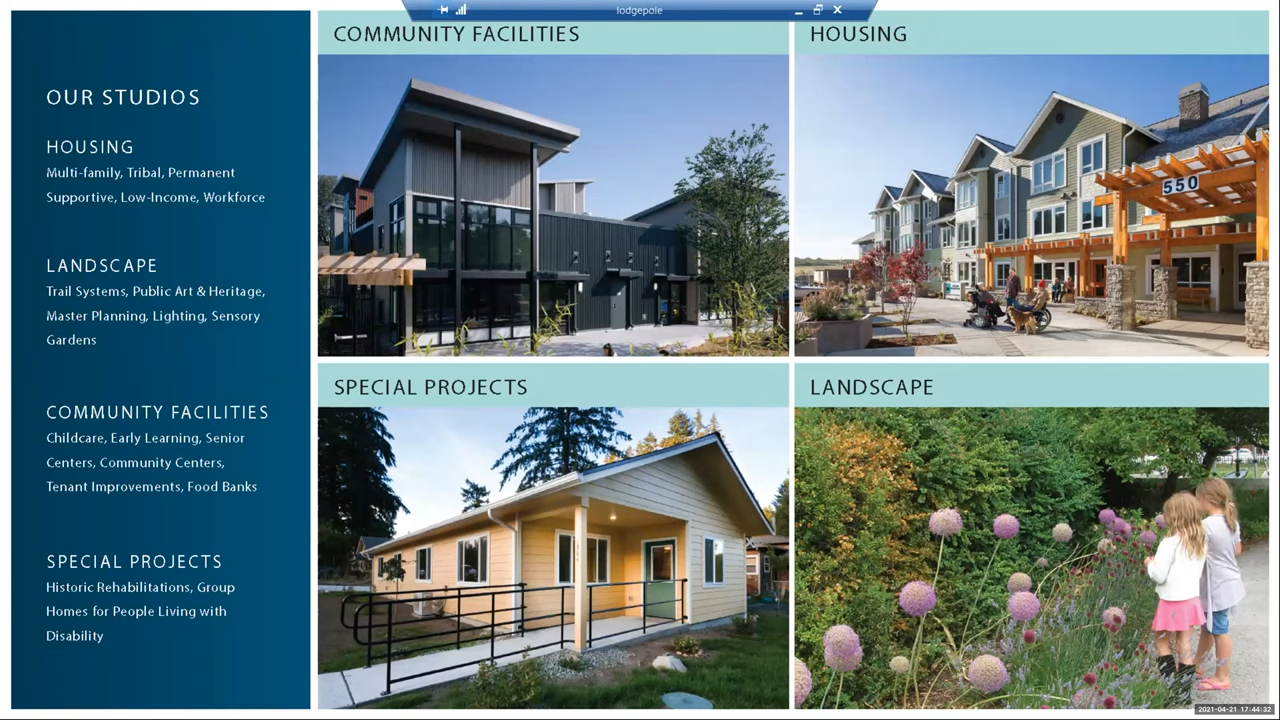 lodgepole
OUR STUDIOS
HOUSING
Multi-family, Tribal, Permanent
Supportive, Low-Income, Workforce
LANDSCAPE
Trail Systems, Public Art & Heritage,
Master Planning, Lighting, Sensory
Gardens
COMMUNITY FACILITIES
Childcare, Early Learning, Senior
Centers, Community Centers,
Tenant Improvements, Food Banks
SPECIAL PROJECTS
Historic Rehabilitations, Group
Homes for People Living with
Disability
COMMUNITY FACILITIES
HOUSING
550
SPECIAL PROJECTS
LANDSCAPE
2021-04-21 17:44:32